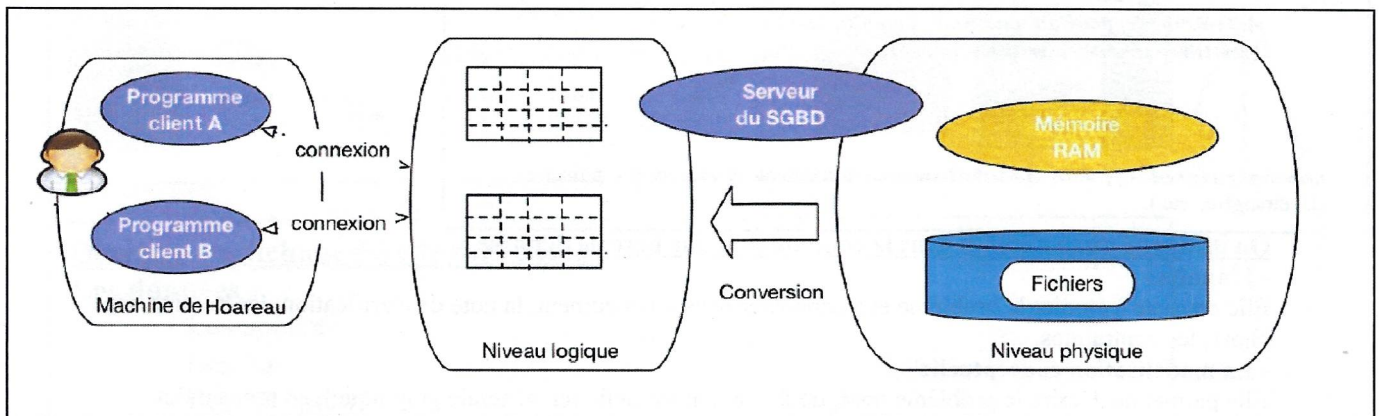 Programme
client A
connexion
connexion
Programme
client B
Machine de Hoareau
Niveau logique
Serveur
du SGBD
Conversion
Mémoire
RAM
Fichiers
Niveau physique